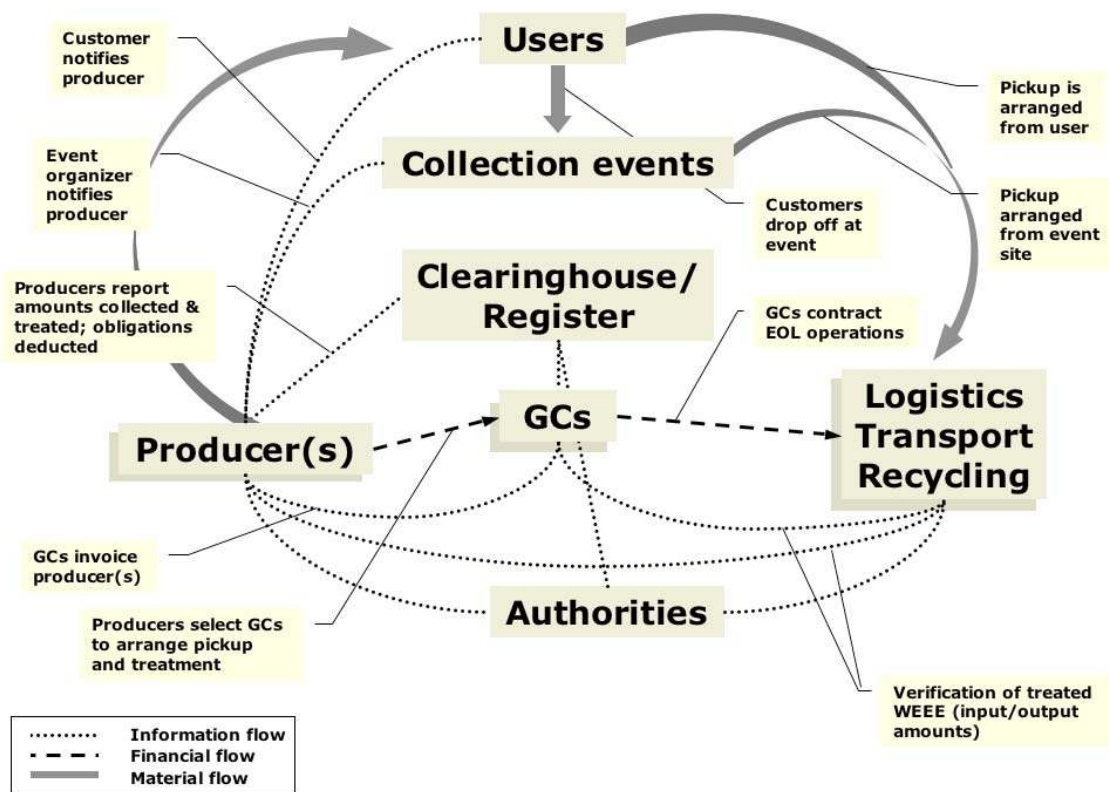 Customer
notifies
producer
Users
Pickup is
arranged
from user
Event
organizer
notifies
producer
Collection events
Customers
drop off at
event
Pickup
arranged
from event
site
Producers report
amounts collected &
treated; obligations
deducted
Clearinghouse/
Register
GCs contract
EOL operations
Producer(s)
GCs
Logistics
Transport
Recycling
GCs invoice
producer(s)
Producers select GCs
to arrange pickup
and treatment
Authorities
Verification of treated
WEEE (input/output
amounts)
Information flow
Financial flow
Material flow